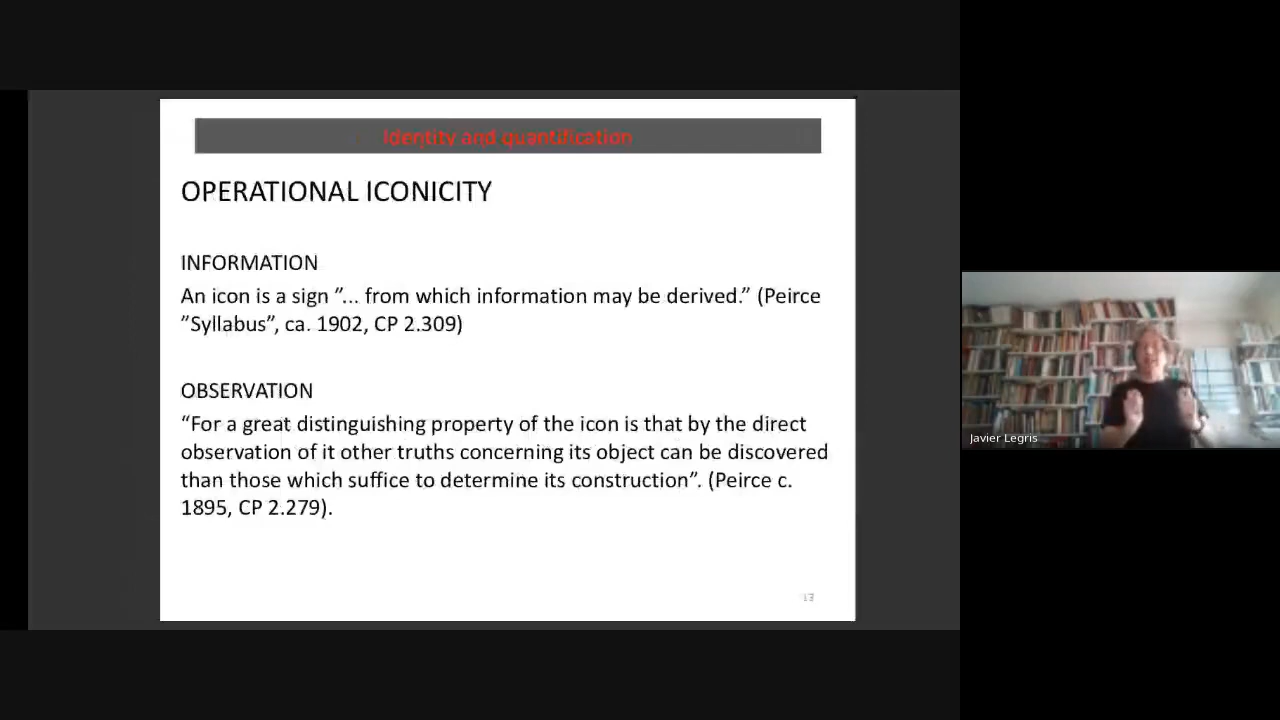 Identity and quantification
OPERATIONAL ICONICITY
INFORMATION
An icon is a sign ”... from which information may be derived.” (Peirce
”Syllabus”, ca. 1902, CP 2.309)
OBSERVATION
“For a great distinguishing property of the icon is that by the direct
observation of it other truths concerning its object can be discovered
than those which suffice to determine its construction”. (Peirce c.
1895, CP 2.279).
13
Javier Legris